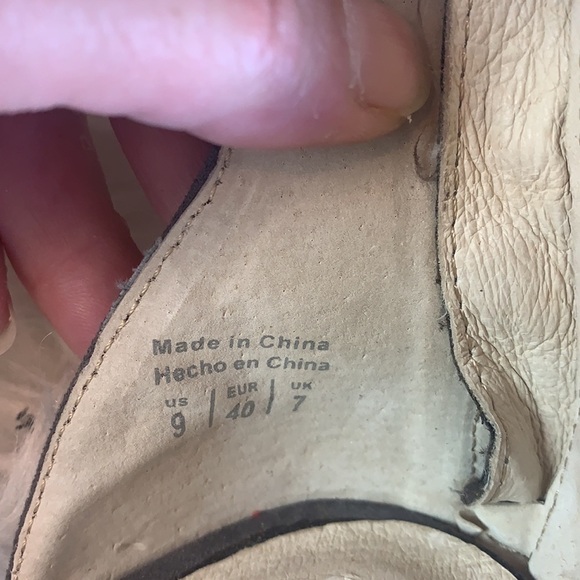 Made in China
Hecho en China
US EUR UK
9 | 40 | 7